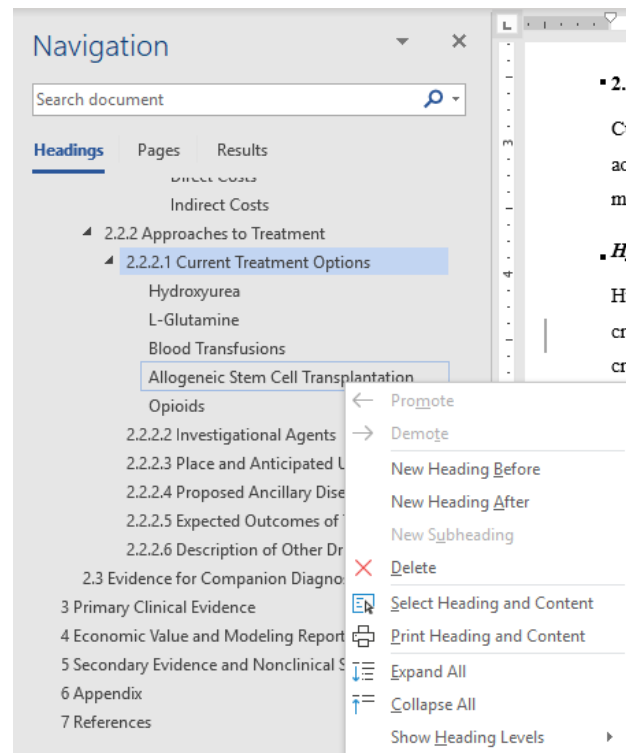 Navigation
Search document
Headings Pages Results
Direct Costs
Indirect Costs
2.2.2 Approaches to Treatment
2.2.2.1 Current Treatment Options
Hydroxyurea
L-Glutamine
Blood Transfusions
Allogeneic Stem Cell Transplantation
Opioids
2.2.2.2 Investigational Agents
2.2.2.3 Place and Anticipated U
2.2.2.4 Proposed Ancillary Dise
2.2.2.5 Expected Outcomes of
2.2.2.6 Description of Other Dr
2.3 Evidence for Companion Diagno
3 Primary Clinical Evidence
4 Economic Value and Modeling Report
5 Secondary Evidence and Nonclinical S
6 Appendix
7 References
Promote
Demote
New Heading Before
New Heading After
New Subheading
Delete
Select Heading and Content
Print Heading and Content
Expand All
Collapse All
Show Heading Levels
L
3
4
2.
m
H